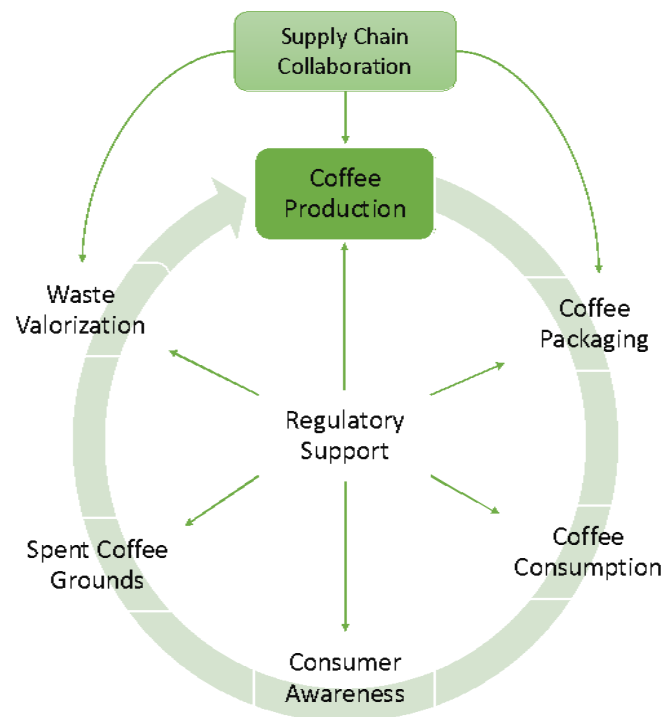 Supply Chain
Collaboration
Coffee
Production
Waste
Valorization
Coffee
Packaging
Regulatory
Support
Spent Coffee
Grounds
Coffee
Consumption
Consumer
Awareness